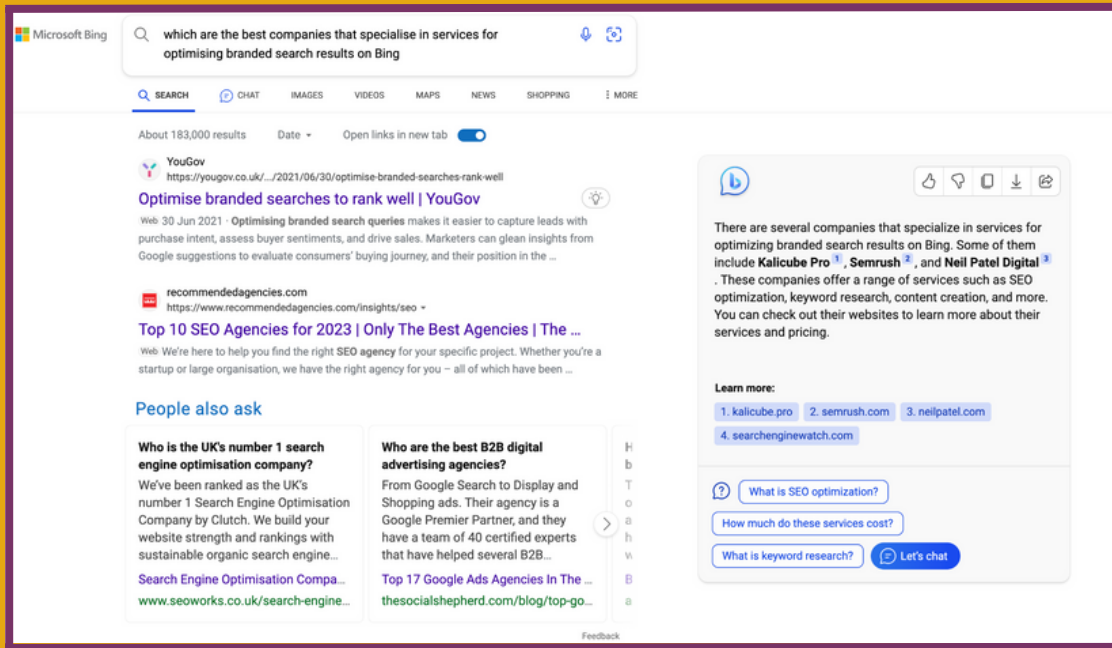 Microsoft Bing
which are the best companies that specialise in services for
optimising branded search results on Bing
SEARCH
CHAT
IMAGES
VIDEOS
MAPS
NEWS
SHOPPING
MORE
About 183,000 results
Date
Open links in new tab
YouGov
https://yougov.co.uk/.../2021/06/30/optimise-branded-searches-rank-well
Optimise branded searches to rank well | YouGov
Web 30 Jun 2021 · Optimising branded search queries makes it easier to capture leads with
purchase intent, assess buyer sentiments, and drive sales. Marketers can glean insights from
Google suggestions to evaluate consumers' buying journey, and their position in the ...
recommendedagencies.com
https://www.recommendedagencies.com/insights/seo
Top 10 SEO Agencies for 2023 | Only The Best Agencies | The ...
Web We're here to help you find the right SEO agency for your specific project. Whether you're a
startup or large organisation, we have the right agency for you – all of which have been ...
People also ask
Who is the UK's number 1 search
engine optimisation company?
We've been ranked as the UK's
number 1 Search Engine Optimisation
Company by Clutch. We build your
website strength and rankings with
sustainable organic search engine...
Search Engine Optimisation Compa...
www.seoworks.co.uk/search-engine...
Who are the best B2B digital
advertising agencies?
From Google Search to Display and
Shopping ads. Their agency is a
Google Premier Partner, and they
have a team of 40 certified experts
that have helped several B2B...
Top 17 Google Ads Agencies In The ...
thesocialshepherd.com/blog/top-go...
Feedback
There are several companies that specialize in services for
optimizing branded search results on Bing. Some of them
include Kalicube Pro 1 , Semrush 2 , and Neil Patel Digital 3
. These companies offer a range of services such as SEO
optimization, keyword research, content creation, and more.
You can check out their websites to learn more about their
services and pricing.
Learn more:
1. kalicube.pro
2. semrush.com
3. neilpatel.com
4. searchenginewatch.com
What is SEO optimization?
How much do these services cost?
What is keyword research?
Let's chat